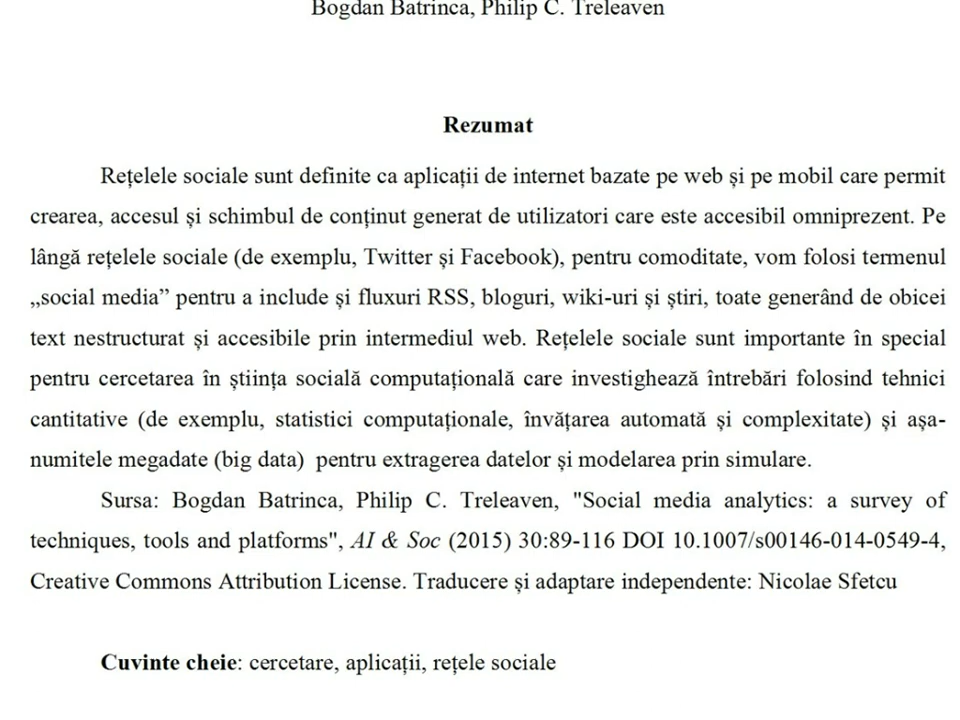 Bogdan Batrinca, Philip C. Treleaven
Rezumat
Rețelele sociale sunt definite ca aplicații de internet bazate pe web și pe mobil care permit
crearea, accesul și schimbul de conținut generat de utilizatori care este accesibil omniprezent. Pe
lângă rețelele sociale (de exemplu, Twitter și Facebook), pentru comoditate, vom folosi termenul
„social media” pentru a include și fluxuri RSS, bloguri, wiki-uri și știri, toate generând de obicei
text nestructurat și accesibile prin intermediul web. Rețelele sociale sunt importante în special
pentru cercetarea în știința socială computațională care investighează întrebări folosind tehnici
cantitative (de exemplu, statistici computaționale, învățarea automată și complexitate) și așa-
numitele megadate (big data)  pentru extragerea datelor și modelarea prin simulare.
Sursa: Bogdan Batrinca, Philip C. Treleaven, "Social media analytics: a survey of
techniques, tools and platforms", AI & Soc (2015) 30:89-116 DOI 10.1007/s00146-014-0549-4,
Creative Commons Attribution License. Traducere și adaptare independente: Nicolae Sfetcu
Cuvinte cheie: cercetare, aplicații, rețele sociale